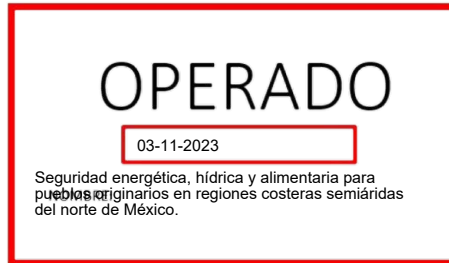 OPERADO
03-11-2023
Seguridad energética, hídrica y alimentaria para
pueblos originarios en regiones costeras semiáridas
NOMBRE:
del norte de México.